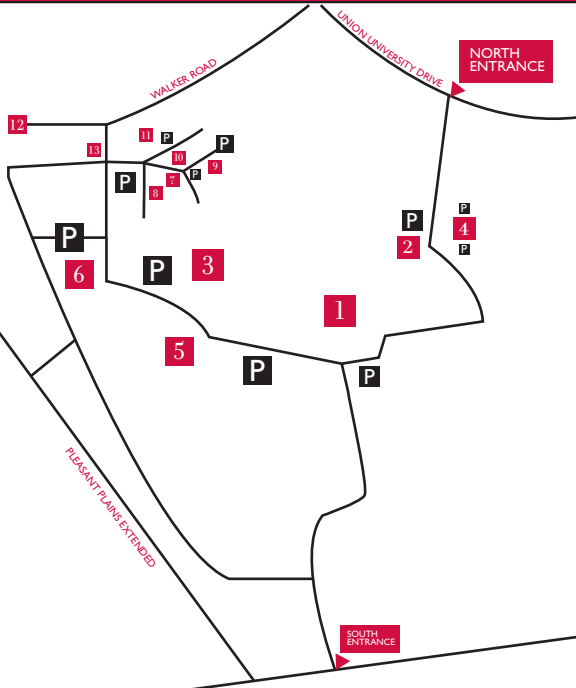 UNION UNIVERSITY DRIVE
NORTH
ENTRANCE
WALKER ROAD
12
11
P
P
13
10
9
7
P
P
8
P
4
P
2
P
P
6
P
3
1
5
P
P
PLEASANT PLAINS EXTENDED
SOUTH
ENTRANCE